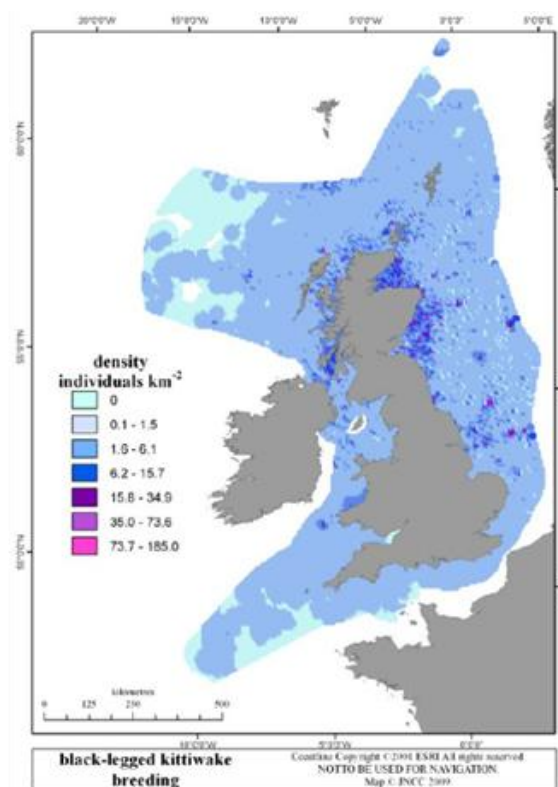 20°0'0"W 15°0'0"W 10°0'0"W 5°0'0"W 0°0'0" 5°0'0"E
density
individuals km-2
0
0.1 - 1.5
1.6 - 6.1
6.2 - 15.7
15.8 - 34.9
35.0 - 73.6
73.7 - 185.0
kilometres
0 125 250 500
10°0'0"W 5°0'0"W 0°0'0"
black-legged kittiwake
breeding
Coastline Copyright ©2001 ESRI All rights reserved
NOT TO BE USED FOR NAVIGATION.
Map © JNCC 2009